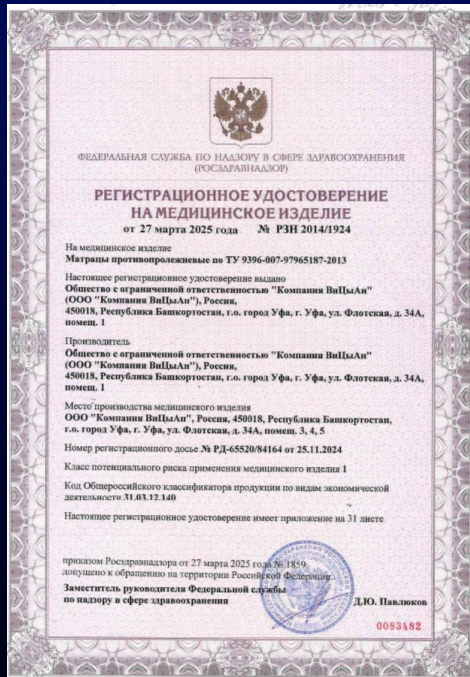 ФЕДЕРАЛЬНАЯ СЛУЖБА ПО НАДЗОРУ В СФЕРЕ ЗДРАВООХРАНЕНИЯ
(РОСЗДРАВНАДЗОР)
РЕГИСТРАЦИОННОЕ УДОСТОВЕРЕНИЕ
НА МЕДИЦИНСКОЕ ИЗДЕЛИЕ
от 27 марта 2025 года № РЗН 2014/1924
На медицинское изделие
Матрацы противопролежневые по ТУ 9396-007-97965187-2013
Настоящее регистрационное удостоверение выдано
Общество с ограниченной ответственностью "Компания ВиЦыАн"
(ООО "Компания ВиЦыАн"), Россия,
450018, Республика Башкортостан, г.о. город Уфа, г. Уфа, ул. Флотская, д. 34А,
помещ. 1
Производитель
Общество с ограниченной ответственностью "Компания ВиЦыАн"
(ООО "Компания ВиЦыАн"), Россия,
450018, Республика Башкортостан, г.о. город Уфа, г. Уфа, ул. Флотская, д. 34А,
помещ. 1
Место производства медицинского изделия
ООО "Компания ВиЦыАн", Россия, 450018, Республика Башкортостан,
г.о. город Уфа, г. Уфа, ул. Флотская, д. 34А, помещ. 3, 4, 5
Номер регистрационного досье № РД-65520/84164 от 25.11.2024
Класс потенциального риска применения медицинского изделия 1
Код Общероссийского классификатора продукции по видам экономической
деятельности 31.03.12.140
Настоящее регистрационное удостоверение имеет приложение на 31 листе
приказом Росздравнадзора от 27 марта 2025 года № 1859
допущено к обращению на территории Российской Федерации.
Заместитель руководителя Федеральной службы
по надзору в сфере здравоохранения
Д.Ю. Павлюков
0083482